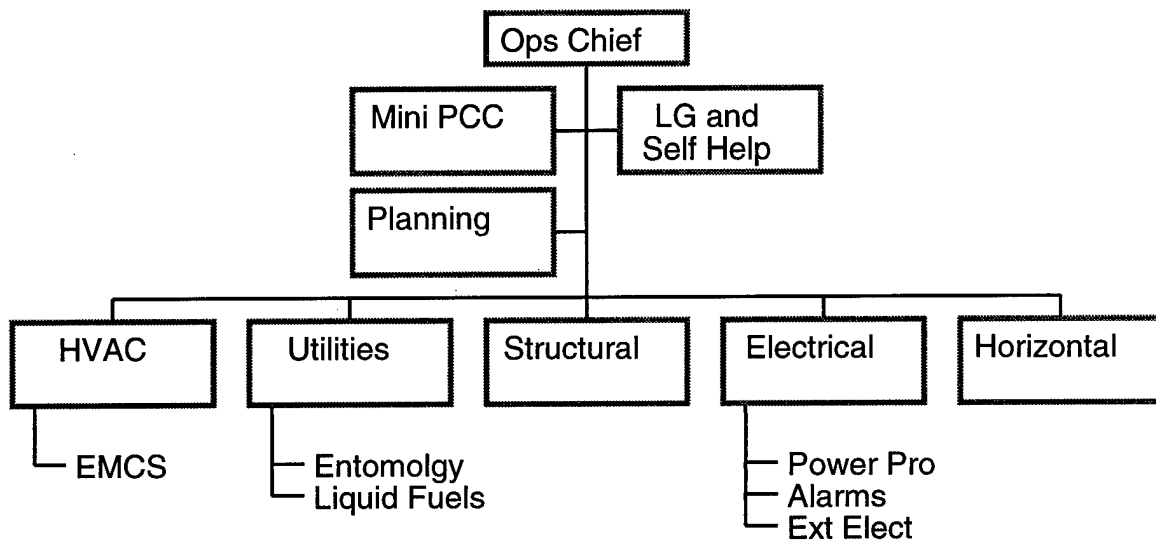 Ops Chief
Mini PCC
LG and
Self Help
Planning
HVAC
Utilities
Structural
Electrical
Horizontal
EMCS
Entomolgy
Liquid Fuels
Power Pro
Alarms
Ext Elect